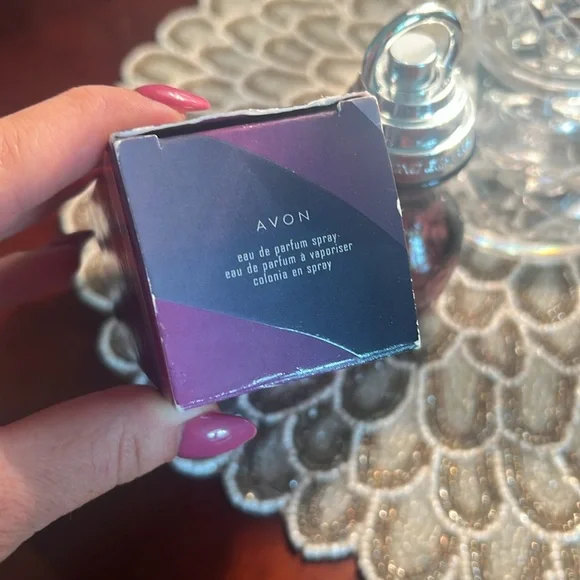 AVON
eau de parfum spray·
eau de parfum à vaporiser
colonia en spray